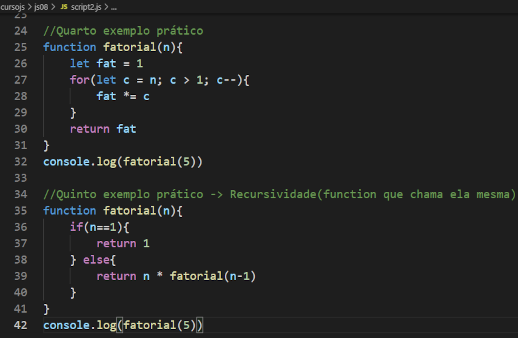 cursojs > js08 > JS script2.js > ...
23
24 //Quarto exemplo prático
25 function fatorial(n){
26     let fat = 1
27     for(let c = n; c > 1; c--){
28         fat *= c
29     }
30     return fat
31 }
32 console.log(fatorial(5))
33
34 //Quinto exemplo prático -> Recursividade(function que chama ela mesma)
35 function fatorial(n){
36     if(n==1){
37         return 1
38     } else{
39         return n * fatorial(n-1)
40     }
41 }
42 console.log(fatorial(5))